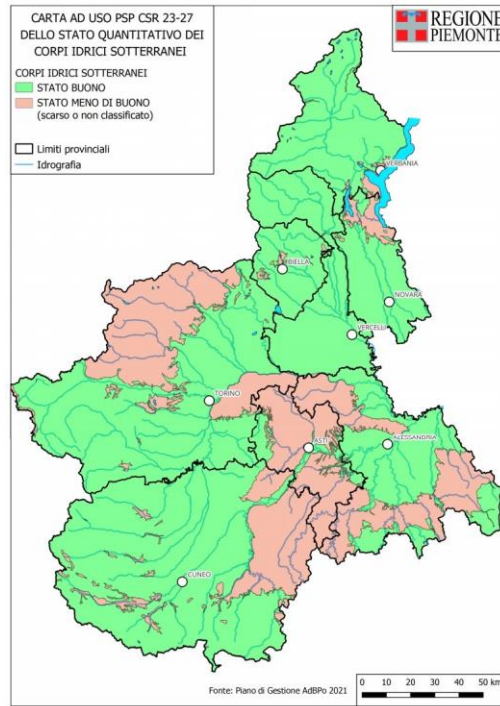 CARTA AD USO PSP CSR 23-27
DELLO STATO QUANTITATIVO DEI
CORPI IDRICI SOTTERRANEI
CORPI IDRICI SOTTERRANEI
STATO BUONO
STATO MENO DI BUONO
(scarso o non classificato)
Limiti provinciali
Idrografia
REGIONE
PIEMONTE
VERBANIA
BIELLA
NOVARA
VERCELLI
TORINO
ASTI
ALESSANDRIA
CUNEO
Fonte: Piano di Gestione AdBPo 2021
0 10 20 30 40 50 km